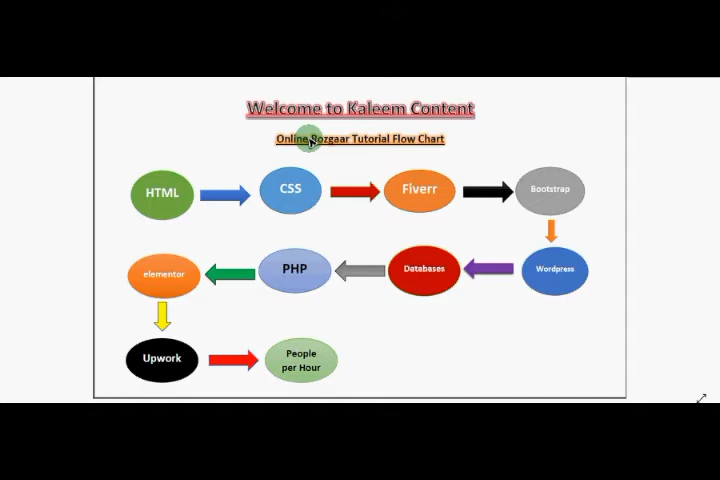 Welcome to Kaleem Content
Online Rozgaar Tutorial Flow Chart
HTML
CSS
Fiverr
Bootstrap
Wordpress
Databases
PHP
elementor
Upwork
People
per Hour